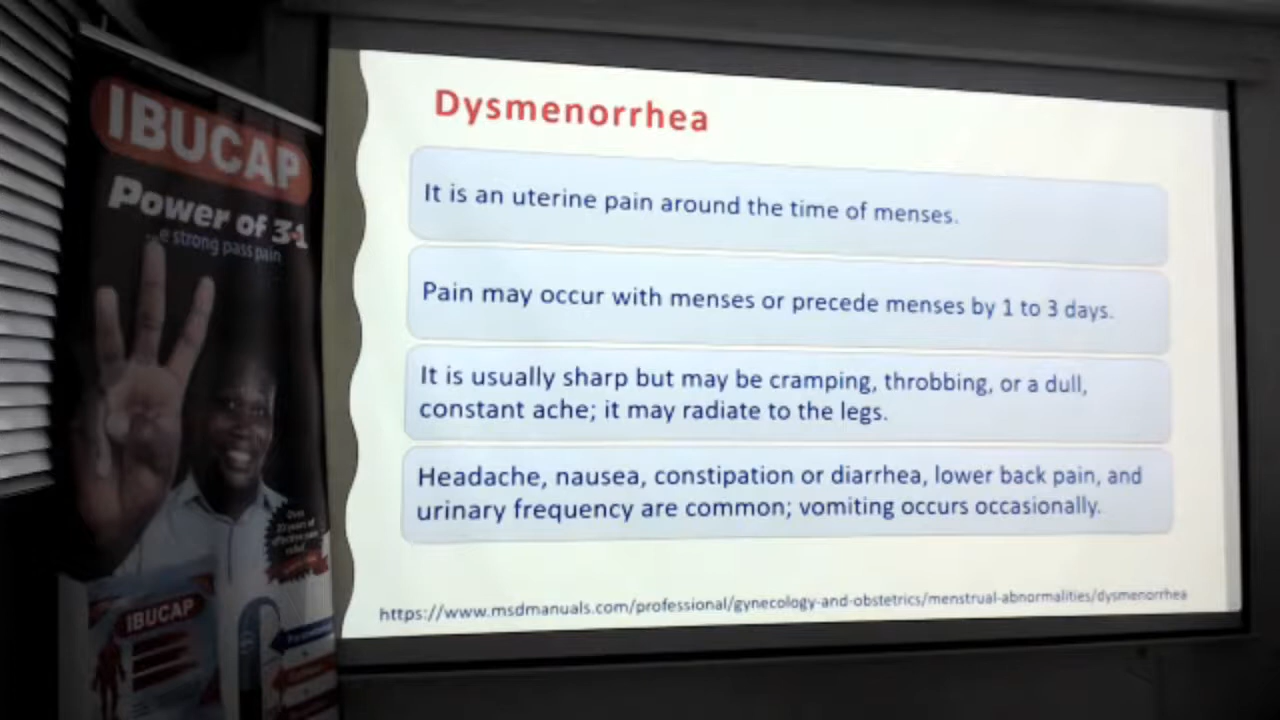 IBUCAP
Power of 3-1
e strong pass pain
Over
effective pain
relief
IBUCAP
Dysmenorrhea
It is an uterine pain around the time of menses.
Pain may occur with menses or precede menses by 1 to 3 days.
It is usually sharp but may be cramping, throbbing, or a dull,
constant ache; it may radiate to the legs.
Headache, nausea, constipation or diarrhea, lower back pain, and
urinary frequency are common; vomiting occurs occasionally.
https://www.msdmanuals.com/professional/gynecology-and-obstetrics/menstrual-abnormalities/dysmenorrhea